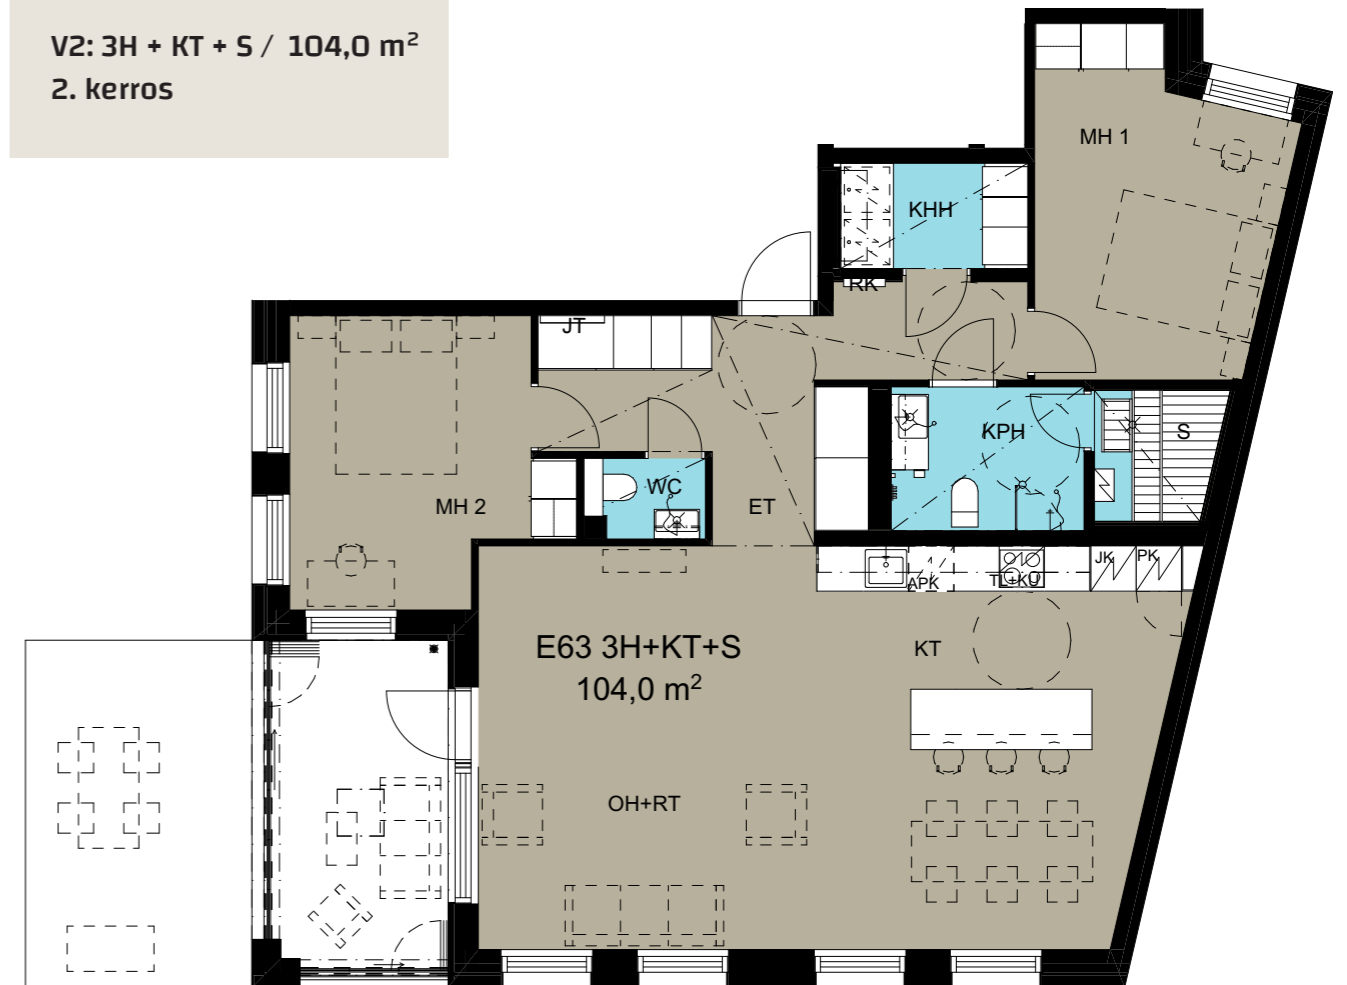 V2: 3H + KT + S / 104,0 m²
2. kerros
MH 1
KHH
RK
JT
KPH
S
WC
MH 2
ET
JK
PK
APK
TL+KU
E63 3H+KT+S
104,0 m²
KT
OH+RT